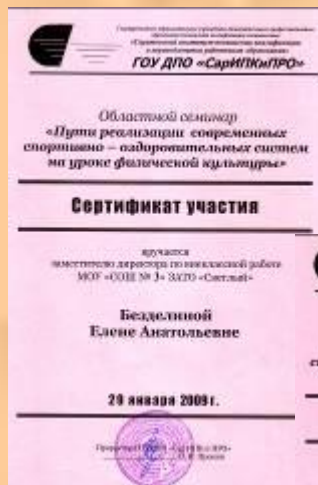 ГОУ ДПО «СарИПКиПРО»
Областной семинар
«Пути реализации современных
спортивно – оздоровительных систем
на уроке физической культуры»
Сертификат участия
вручается
заместителю директора по внеклассной работе
МОУ «СОШ № 3» ЗАТО «Светлый»
Безделиной
Елене Анатольевне
29 января 2009 г.